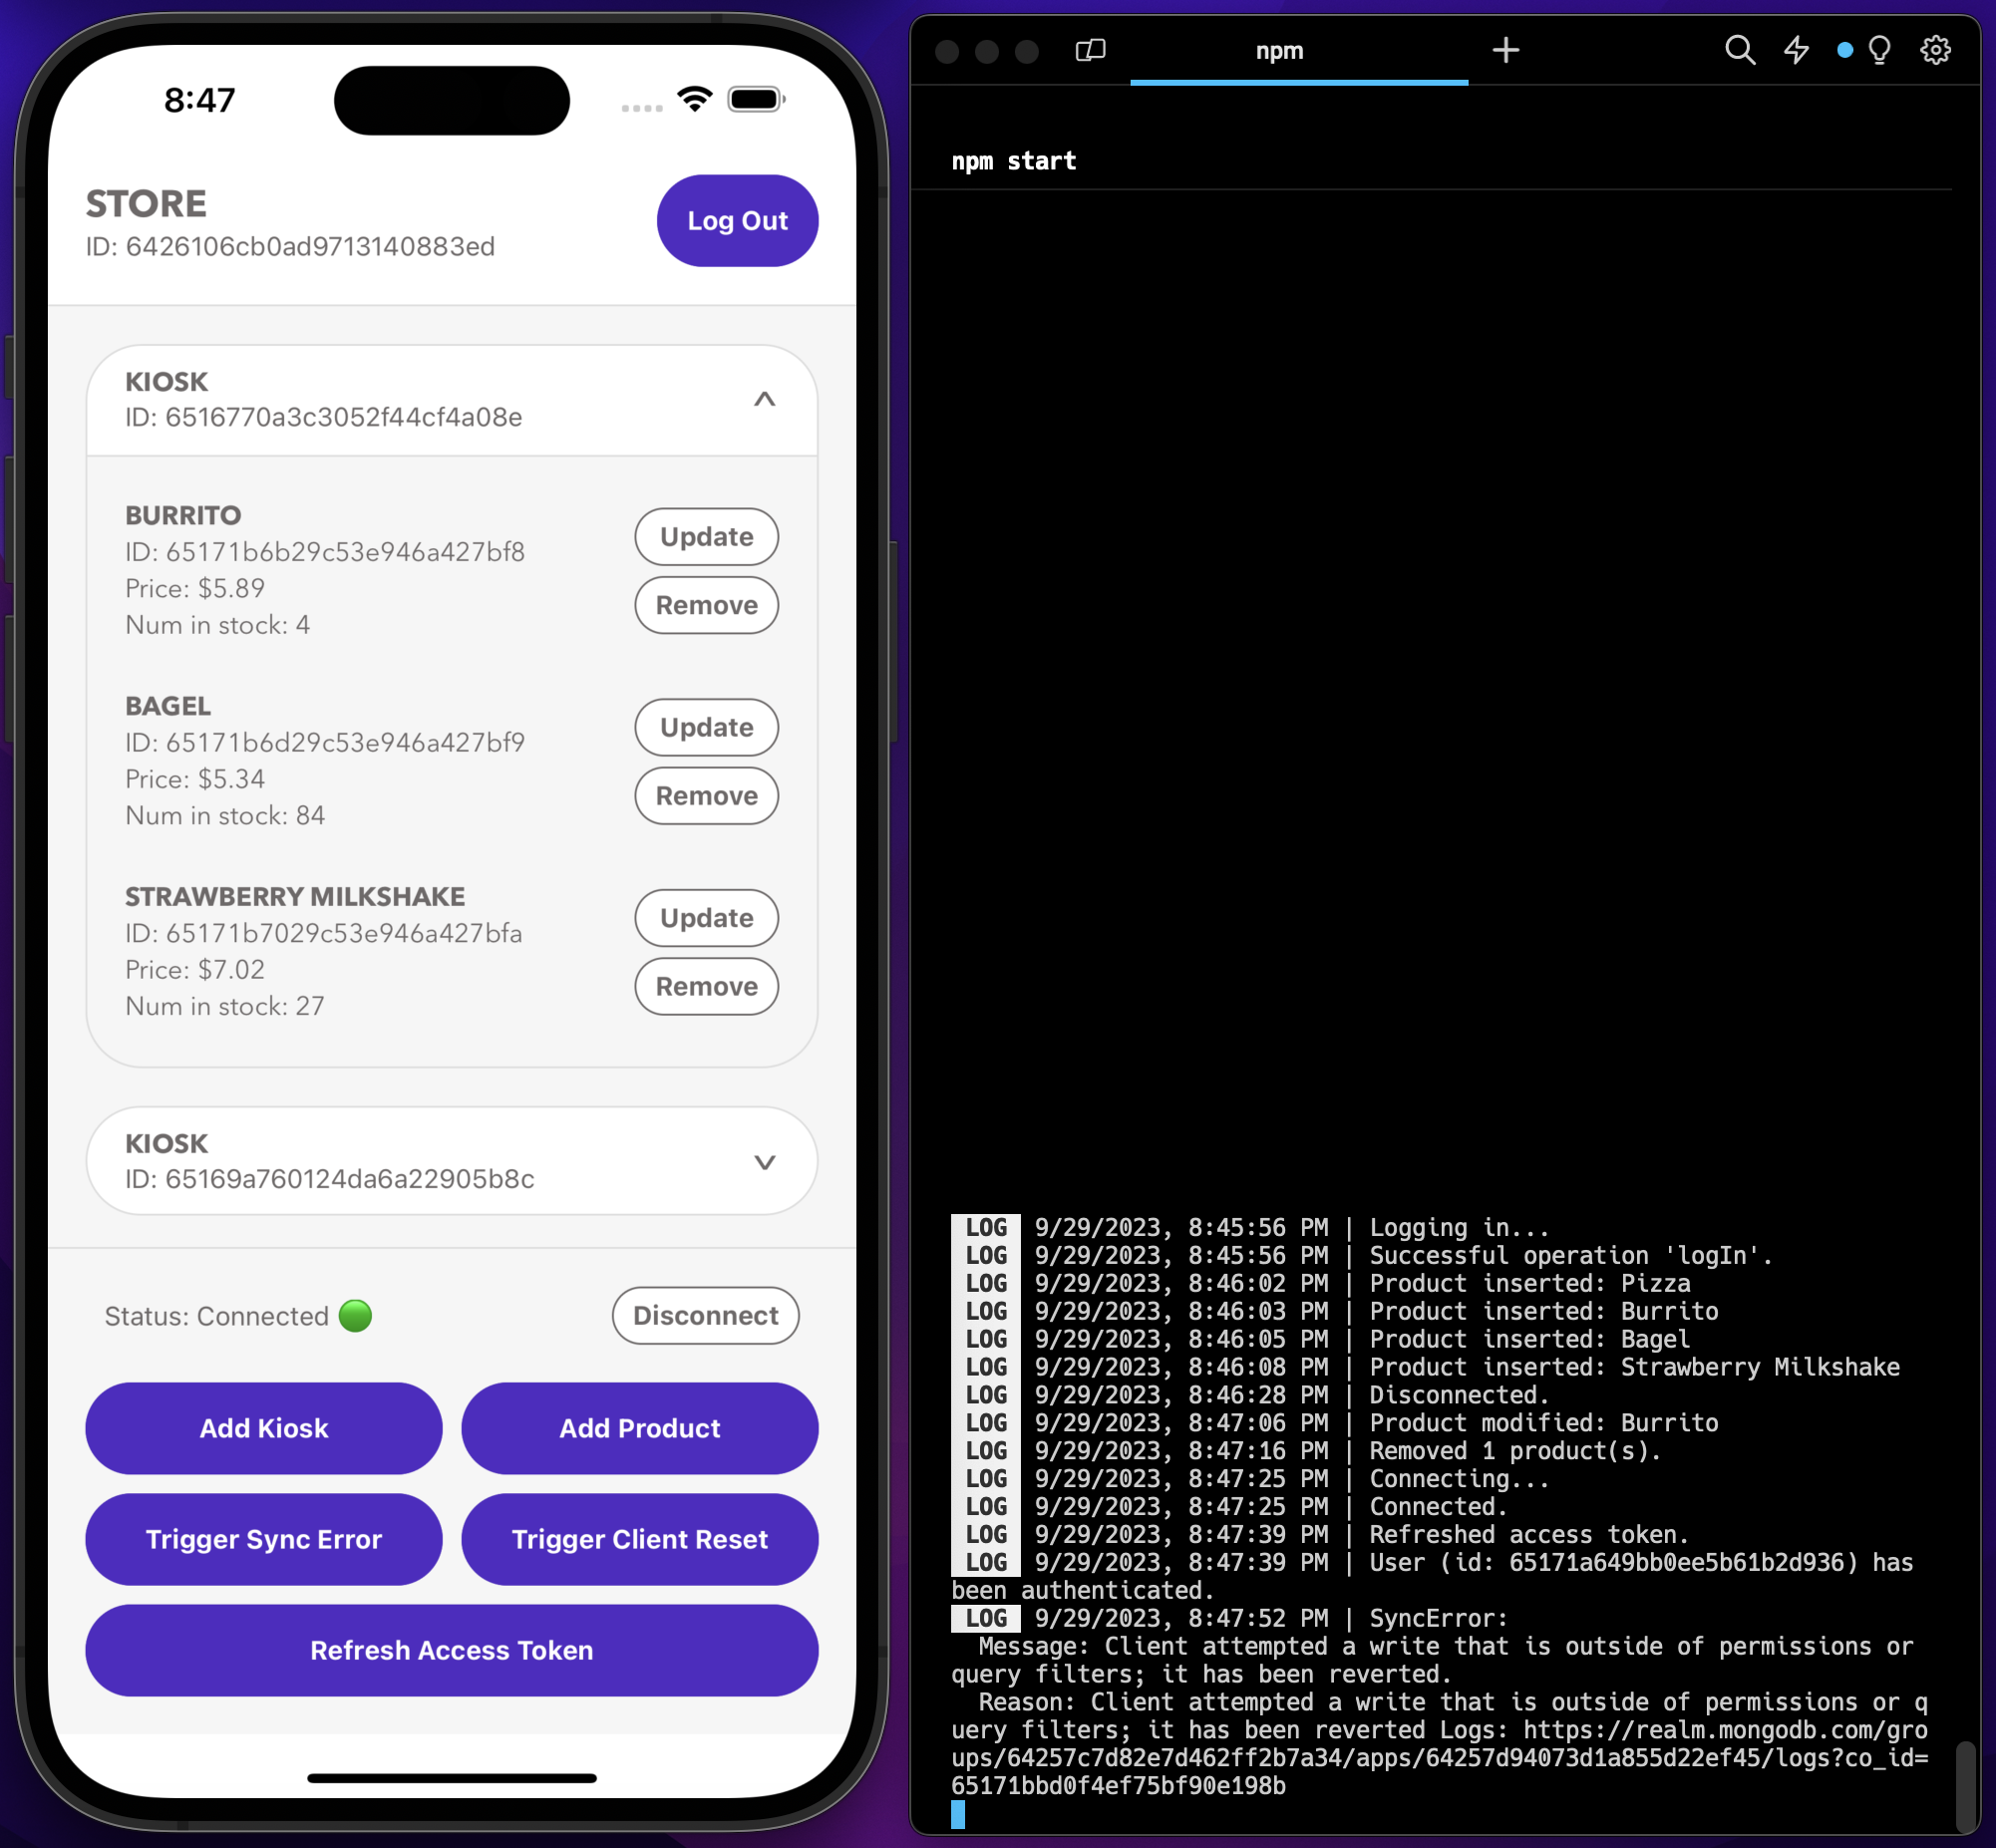 8:47
STORE
ID: 6426106cb0ad9713140883ed
Log Out
KIOSK
ID: 6516770a3c3052f44cf4a08e
BURRITO
ID: 65171b6b29c53e946a427bf8
Price: $5.89
Num in stock: 4
Update
Remove
BAGEL
ID: 65171b6d29c53e946a427bf9
Price: $5.34
Num in stock: 84
Update
Remove
STRAWBERRY MILKSHAKE
ID: 65171b7029c53e946a427bfa
Price: $7.02
Num in stock: 27
Update
Remove
KIOSK
ID: 65169a760124da6a22905b8c
Status: Connected
Disconnect
Add Kiosk
Add Product
Trigger Sync Error
Trigger Client Reset
Refresh Access Token
npm
npm start
LOG 9/29/2023, 8:45:56 PM | Logging in...
LOG 9/29/2023, 8:45:56 PM | Successful operation 'logIn'.
LOG 9/29/2023, 8:46:02 PM | Product inserted: Pizza
LOG 9/29/2023, 8:46:03 PM | Product inserted: Burrito
LOG 9/29/2023, 8:46:05 PM | Product inserted: Bagel
LOG 9/29/2023, 8:46:08 PM | Product inserted: Strawberry Milkshake
LOG 9/29/2023, 8:46:28 PM | Disconnected.
LOG 9/29/2023, 8:47:06 PM | Product modified: Burrito
LOG 9/29/2023, 8:47:16 PM | Removed 1 product(s).
LOG 9/29/2023, 8:47:25 PM | Connecting...
LOG 9/29/2023, 8:47:25 PM | Connected.
LOG 9/29/2023, 8:47:39 PM | Refreshed access token.
LOG 9/29/2023, 8:47:39 PM | User (id: 65171a649bb0ee5b61b2d936) has
been authenticated.
LOG 9/29/2023, 8:47:52 PM | SyncError:
Message: Client attempted a write that is outside of permissions or
query filters; it has been reverted.
Reason: Client attempted a write that is outside of permissions or q
uery filters; it has been reverted Logs: https://realm.mongodb.com/gro
ups/64257c7d82e7d462ff2b7a34/apps/64257d94073d1a855d22ef45/logs?co_id=
65171bbd0f4ef75bf90e198b